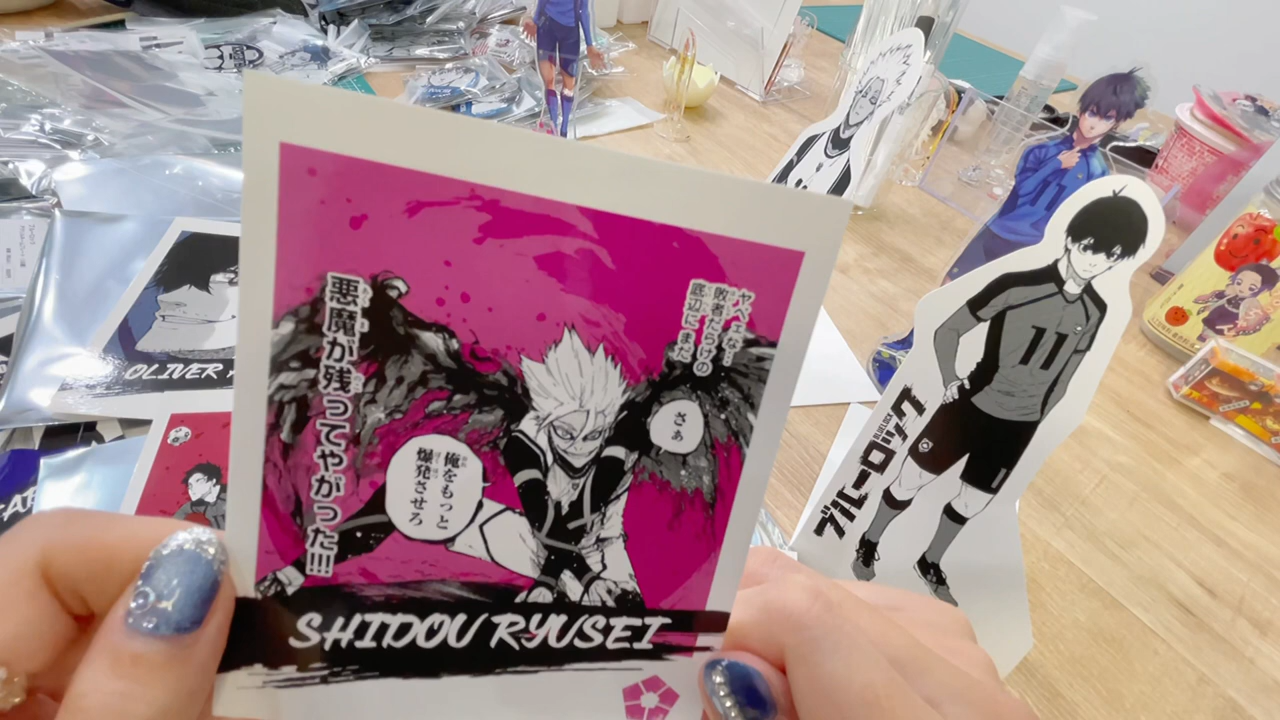 ヤベェな…
敗者だらけの
底辺にまだ
悪魔が残ってやがった!!!
さぁ
俺をもっと
爆発させろ
SHIDOU RYUSEI
OLIVER
11
BLUELOCK
ブルーロック